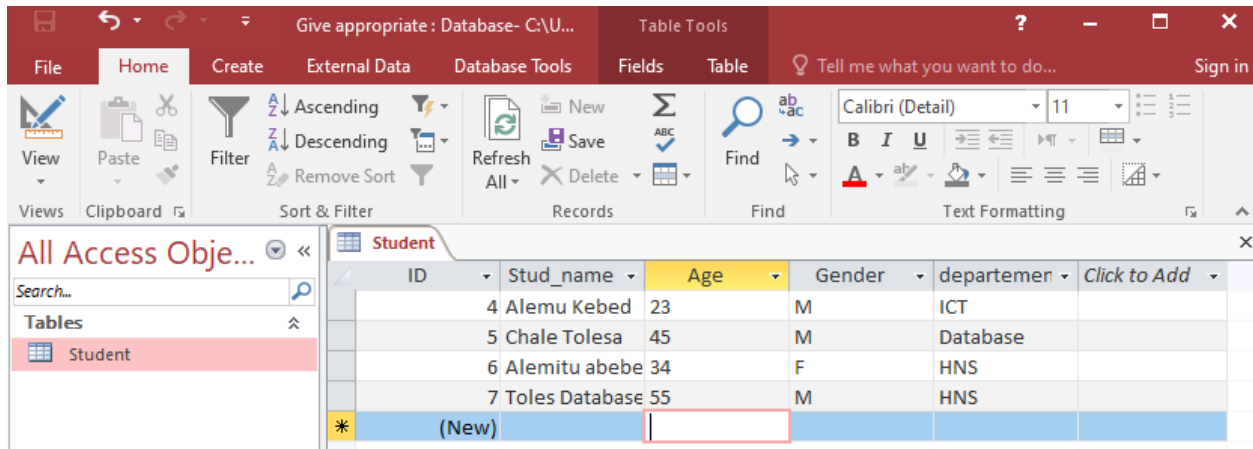 Give appropriate : Database- C:\U... Table Tools ?
File Home Create External Data Database Tools Fields Table Tell me what you want to do... Sign in
View
Paste
Filter
Ascending
Descending
Remove Sort
Refresh All
New
Save
Delete
ABC
Find
ab ac
Calibri (Detail) 11
B I U
A ab
Views Clipboard Sort & Filter Records Find Text Formatting
All Access Obje... «
Search...
Tables
Student
Student
ID Stud_name Age Gender departemen Click to Add
4 Alemu Kebed 23 M ICT
5 Chale Tolesa 45 M Database
6 Alemitu abebe 34 F HNS
7 Toles Database 55 M HNS
* (New)